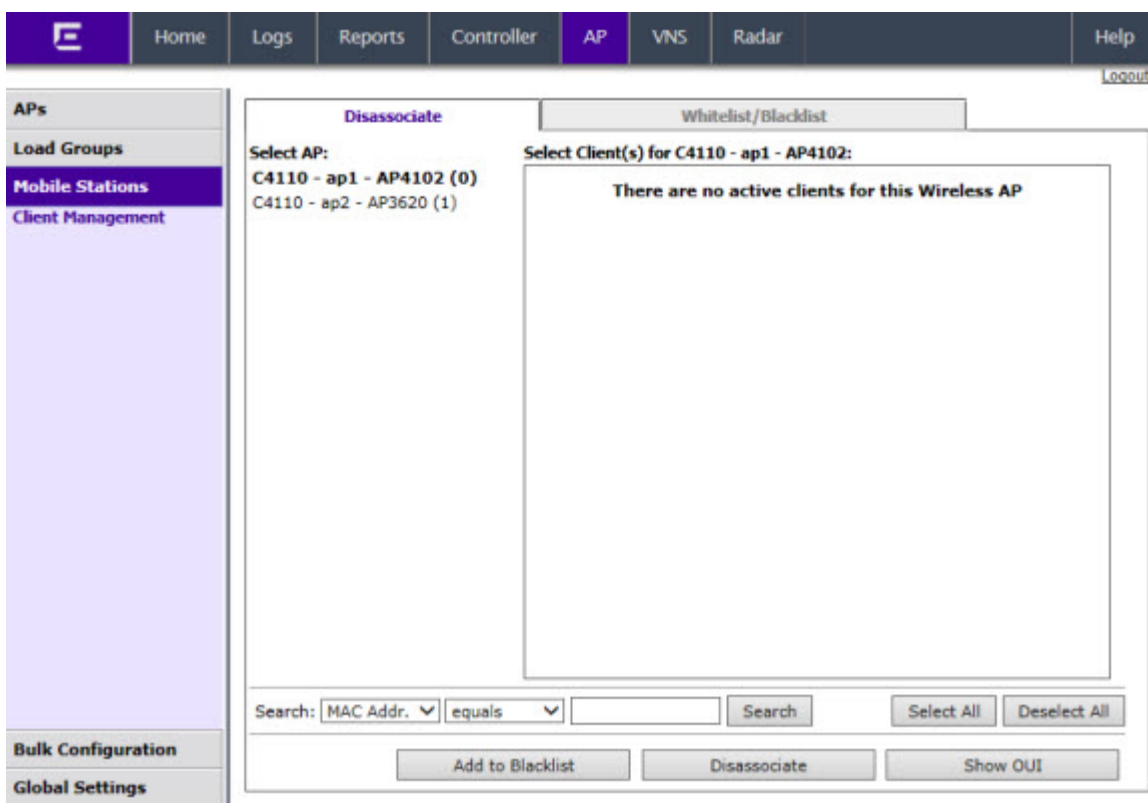 Home Logs Reports Controller AP VNS Radar Help
Logout
APs
Load Groups
Mobile Stations
Client Management
Bulk Configuration
Global Settings
Disassociate Whitelist/Blacklist
Select AP:
C4110 - ap1 - AP4102 (0)
C4110 - ap2 - AP3620 (1)
Select Client(s) for C4110 - ap1 - AP4102:
There are no active clients for this Wireless AP
Search: MAC Addr. equals Search Select All Deselect All
Add to Blacklist Disassociate Show OUI